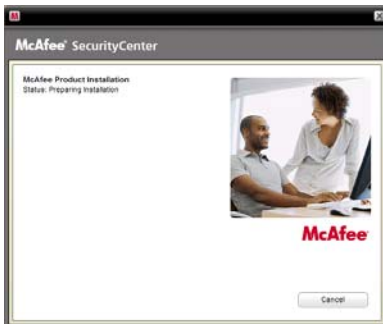 McAfee® SecurityCenter
McAfee Product Installation
Status: Preparing Installation
McAfee®
Cancel